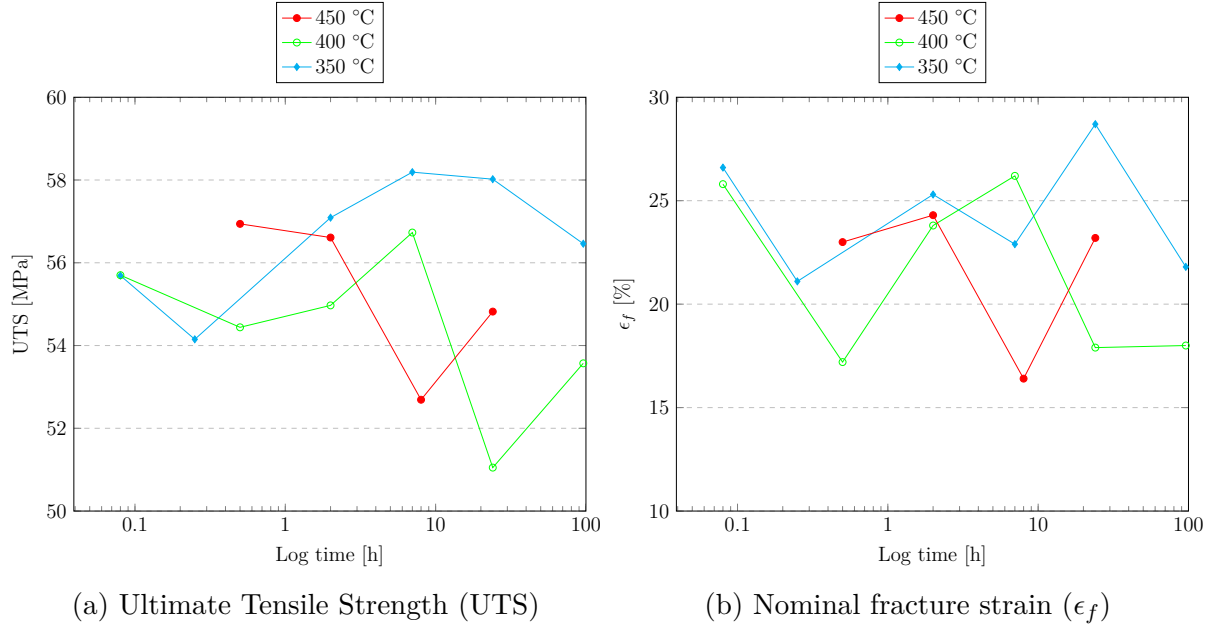 450 °C
400 °C
350 °C
60
58
56
54
52
50
UTS [MPa]
0.1 1 10 100
Log time [h]
(a) Ultimate Tensile Strength (UTS)
450 °C
400 °C
350 °C
30
25
20
15
10
ϵf [%]
0.1 1 10 100
Log time [h]
(b) Nominal fracture strain (ϵf)